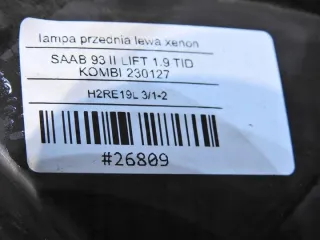 lampa przednia lewa xenon
SAAB 93 II LIFT 1.9 TID
KOMBI 230127
H2RE19L 3/1-2
#26809